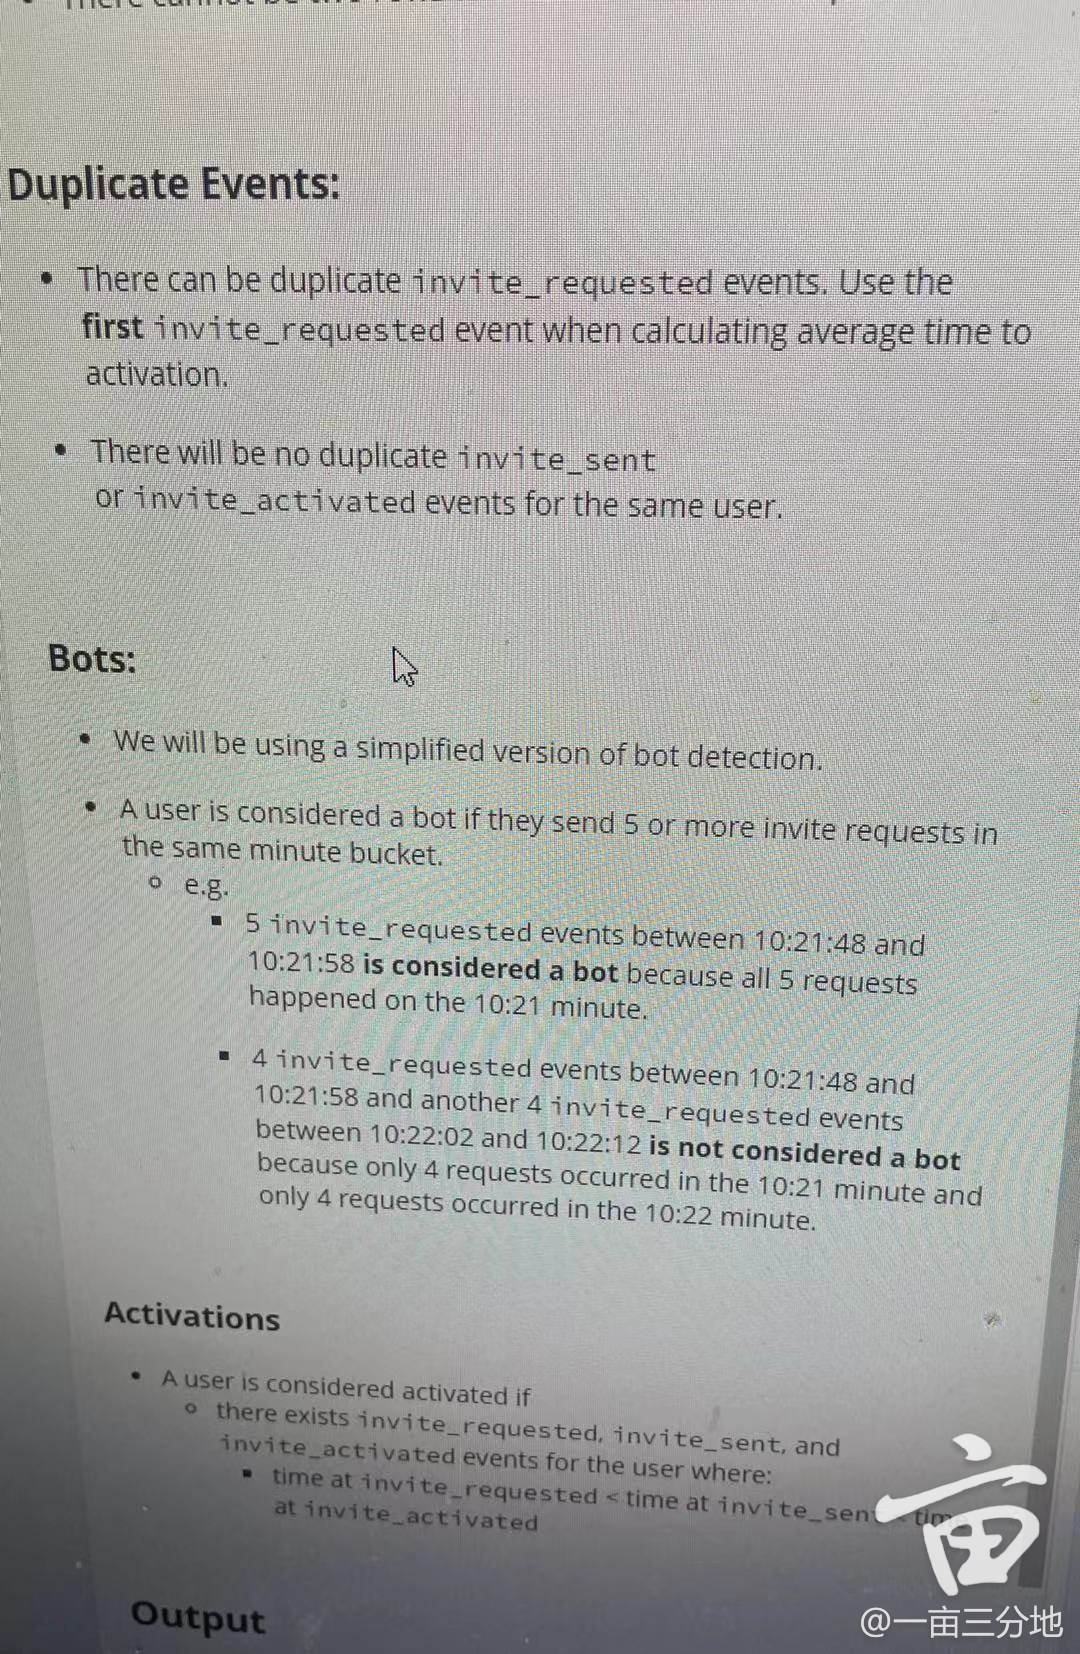 There cannot be
Duplicate Events:
• There can be duplicate invite_requested events. Use the
first invite_requested event when calculating average time to
activation.
• There will be no duplicate invite_sent
or invite_activated events for the same user.
Bots:
• We will be using a simplified version of bot detection.
• A user is considered a bot if they send 5 or more invite requests in
the same minute bucket.
o e.g.
▪ 5 invite_requested events between 10:21:48 and
10:21:58 is considered a bot because all 5 requests
happened on the 10:21 minute.
▪ 4 invite_requested events between 10:21:48 and
10:21:58 and another 4 invite_requested events
between 10:22:02 and 10:22:12 is not considered a bot
because only 4 requests occurred in the 10:21 minute and
only 4 requests occurred in the 10:22 minute.
Activations
• A user is considered activated if
o there exists invite_requested, invite_sent, and
invite_activated events for the user where:
▪ time at invite_requested < time at invite_sent < time
at invite_activated
Output
亩
@一亩三分地